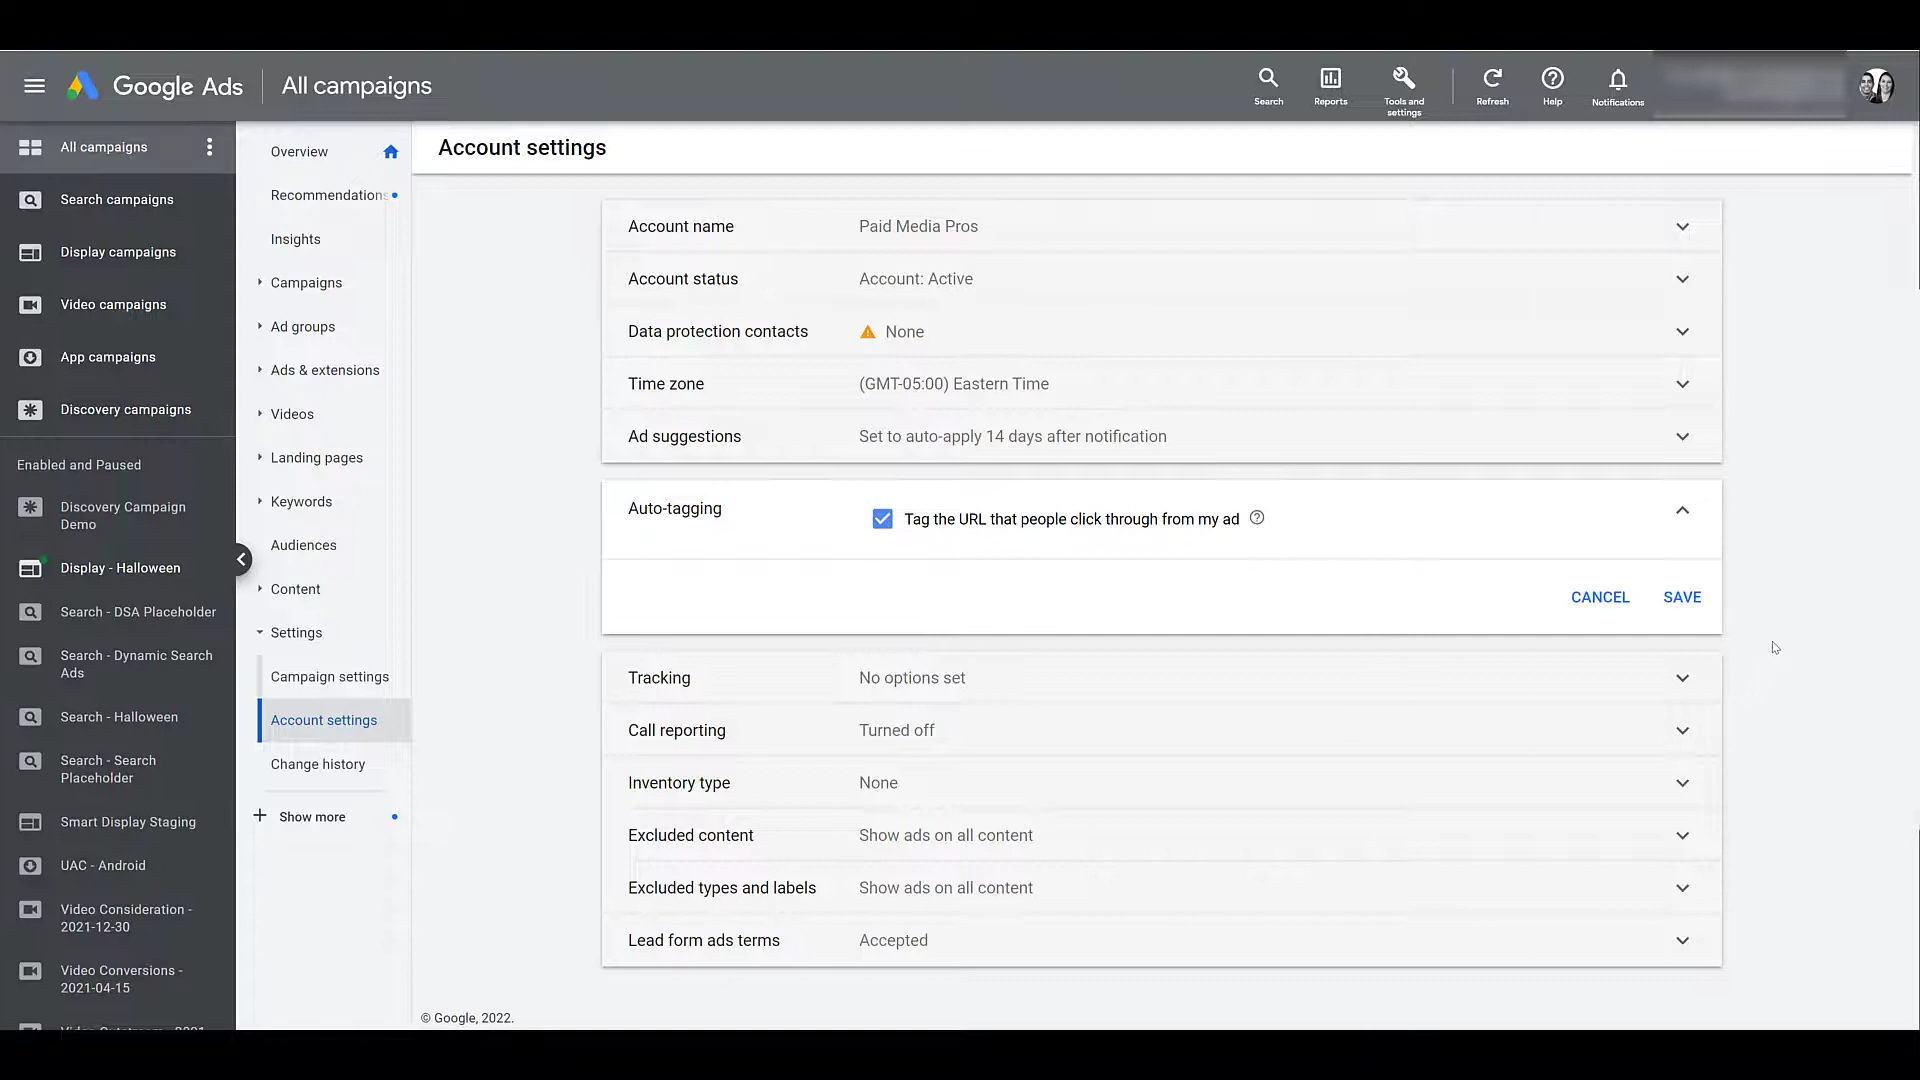 Google Ads
All campaigns
Search
Reports
Tools and
settings
Refresh
Help
Notifications
All campaigns
Search campaigns
Display campaigns
Video campaigns
App campaigns
Discovery campaigns
Enabled and Paused
Discovery Campaign
Demo
Display - Halloween
Search - DSA Placeholder
Search - Dynamic Search
Ads
Search - Halloween
Search - Search
Placeholder
Smart Display Staging
UAC - Android
Video Consideration -
2021-12-30
Video Conversions -
2021-04-15
Overview
Recommendations
Insights
Campaigns
Ad groups
Ads & extensions
Videos
Landing pages
Keywords
Audiences
Content
Settings
Campaign settings
Account settings
Change history
Show more
Account settings
Account name Paid Media Pros
Account status Account: Active
Data protection contacts None
Time zone (GMT-05:00) Eastern Time
Ad suggestions Set to auto-apply 14 days after notification
Auto-tagging Tag the URL that people click through from my ad
CANCEL SAVE
Tracking No options set
Call reporting Turned off
Inventory type None
Excluded content Show ads on all content
Excluded types and labels Show ads on all content
Lead form ads terms Accepted
© Google, 2022.